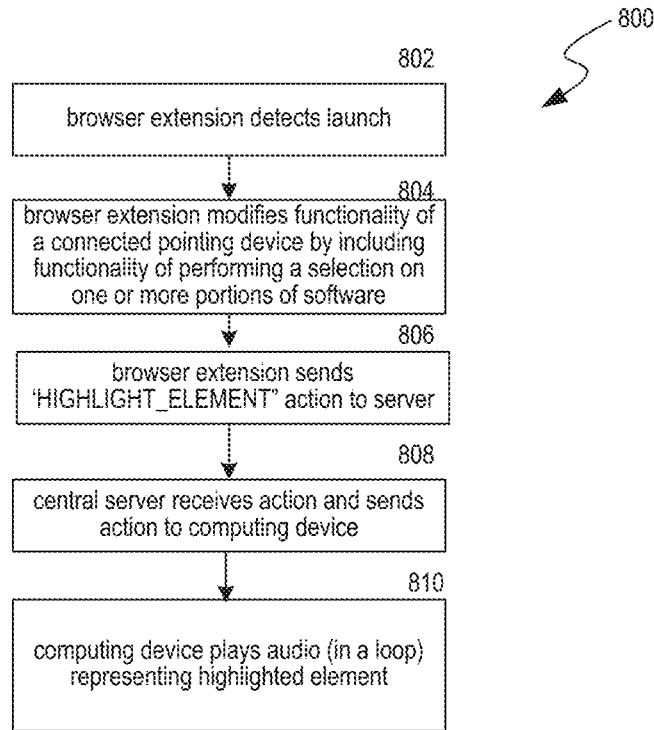 800
802
browser extension detects launch
804
browser extension modifies functionality of
a connected pointing device by including
functionality of performing a selection on
one or more portions of software
806
browser extension sends
'HIGHLIGHT_ELEMENT" action to server
808
central server receives action and sends
action to computing device
810
computing device plays audio (in a loop)
representing highlighted element